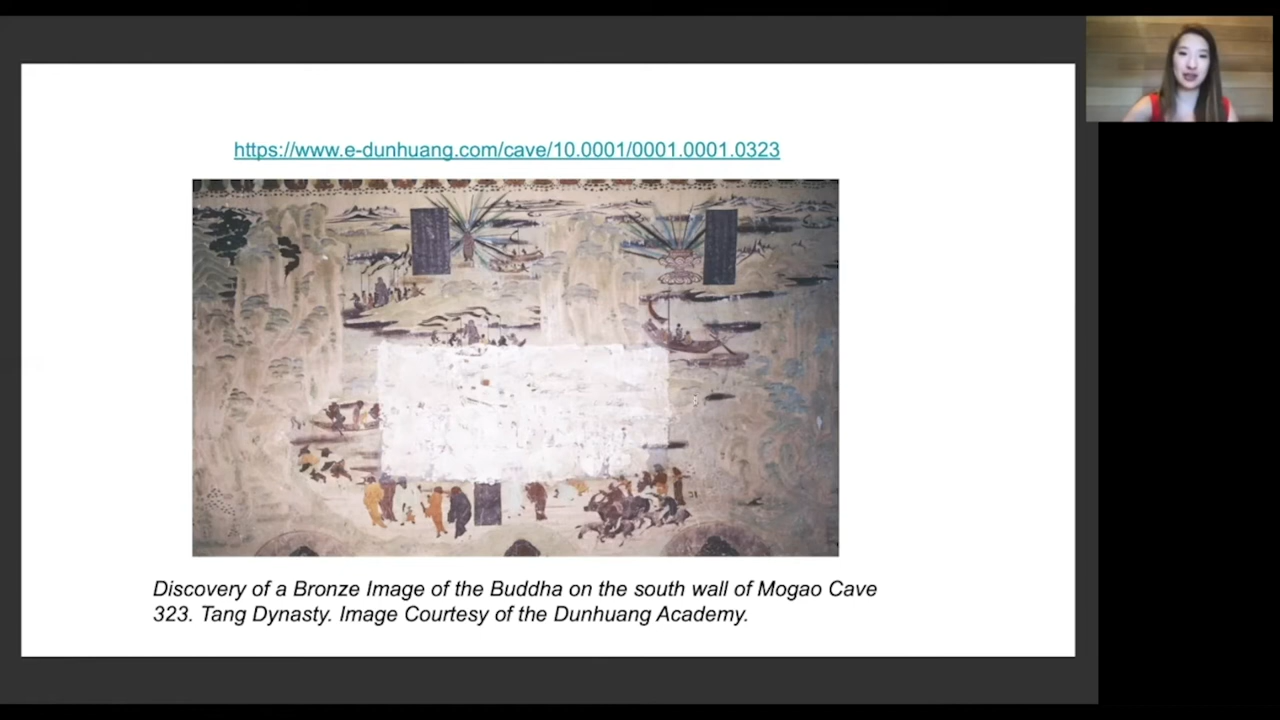 https://www.e-dunhuang.com/cave/10.0001/0001.0001.0323
Discovery of a Bronze Image of the Buddha on the south wall of Mogao Cave
323. Tang Dynasty. Image Courtesy of the Dunhuang Academy.